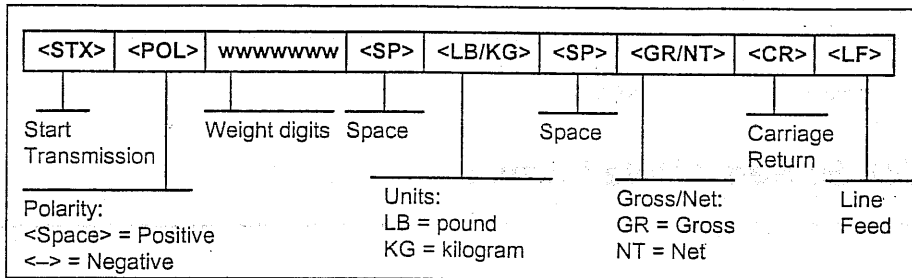 <STX> <POL> wwwwwwww <SP> <LB/KG> <SP> <GR/NT> <CR> <LF>
Start
Transmission
Weight digits
Space
Space
Carriage
Return
Polarity:
<Space> = Positive
<–> = Negative
Units:
LB = pound
KG = kilogram
Gross/Net:
GR = Gross
NT = Net
Line
Feed